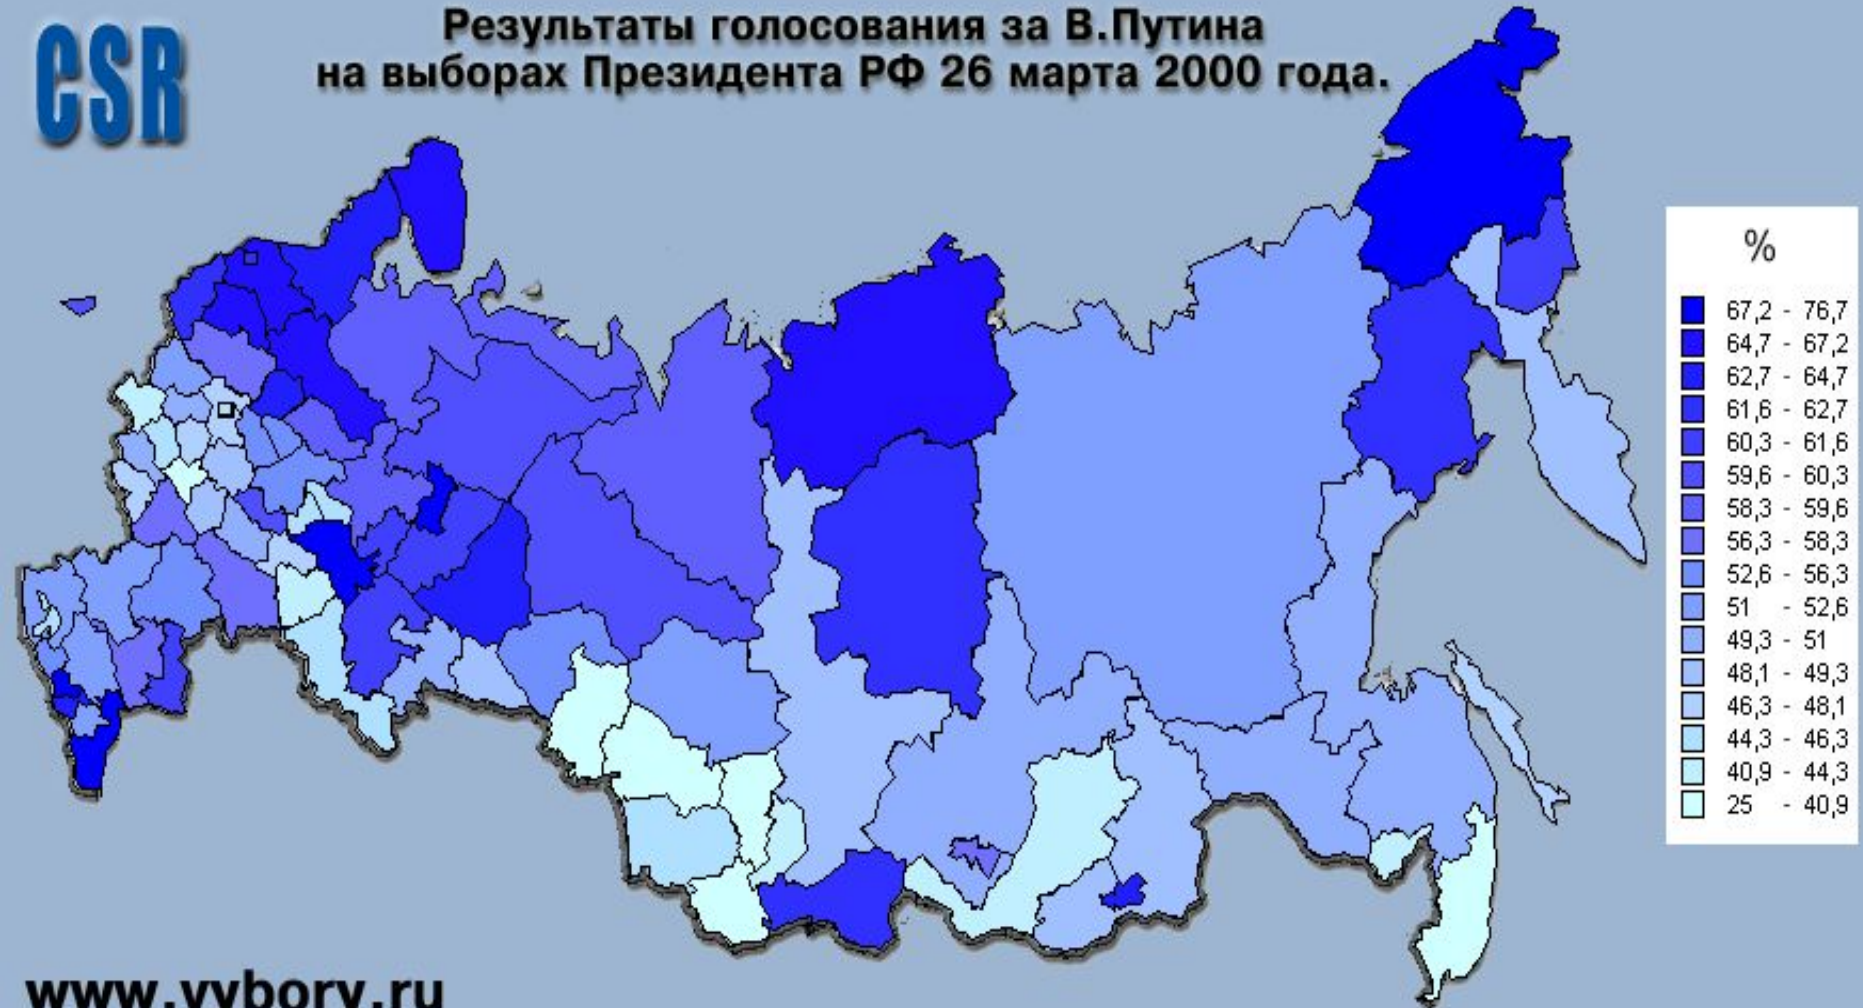 CSR
Результаты голосования за В.Путина
на выборах Президента РФ 26 марта 2000 года.
%
67,2 - 76,7
64,7 - 67,2
62,7 - 64,7
61,6 - 62,7
60,3 - 61,6
59,6 - 60,3
58,3 - 59,6
56,3 - 58,3
52,6 - 56,3
51 - 52,6
49,3 - 51
48,1 - 49,3
46,3 - 48,1
44,3 - 46,3
40,9 - 44,3
25 - 40,9
www.vybory.ru